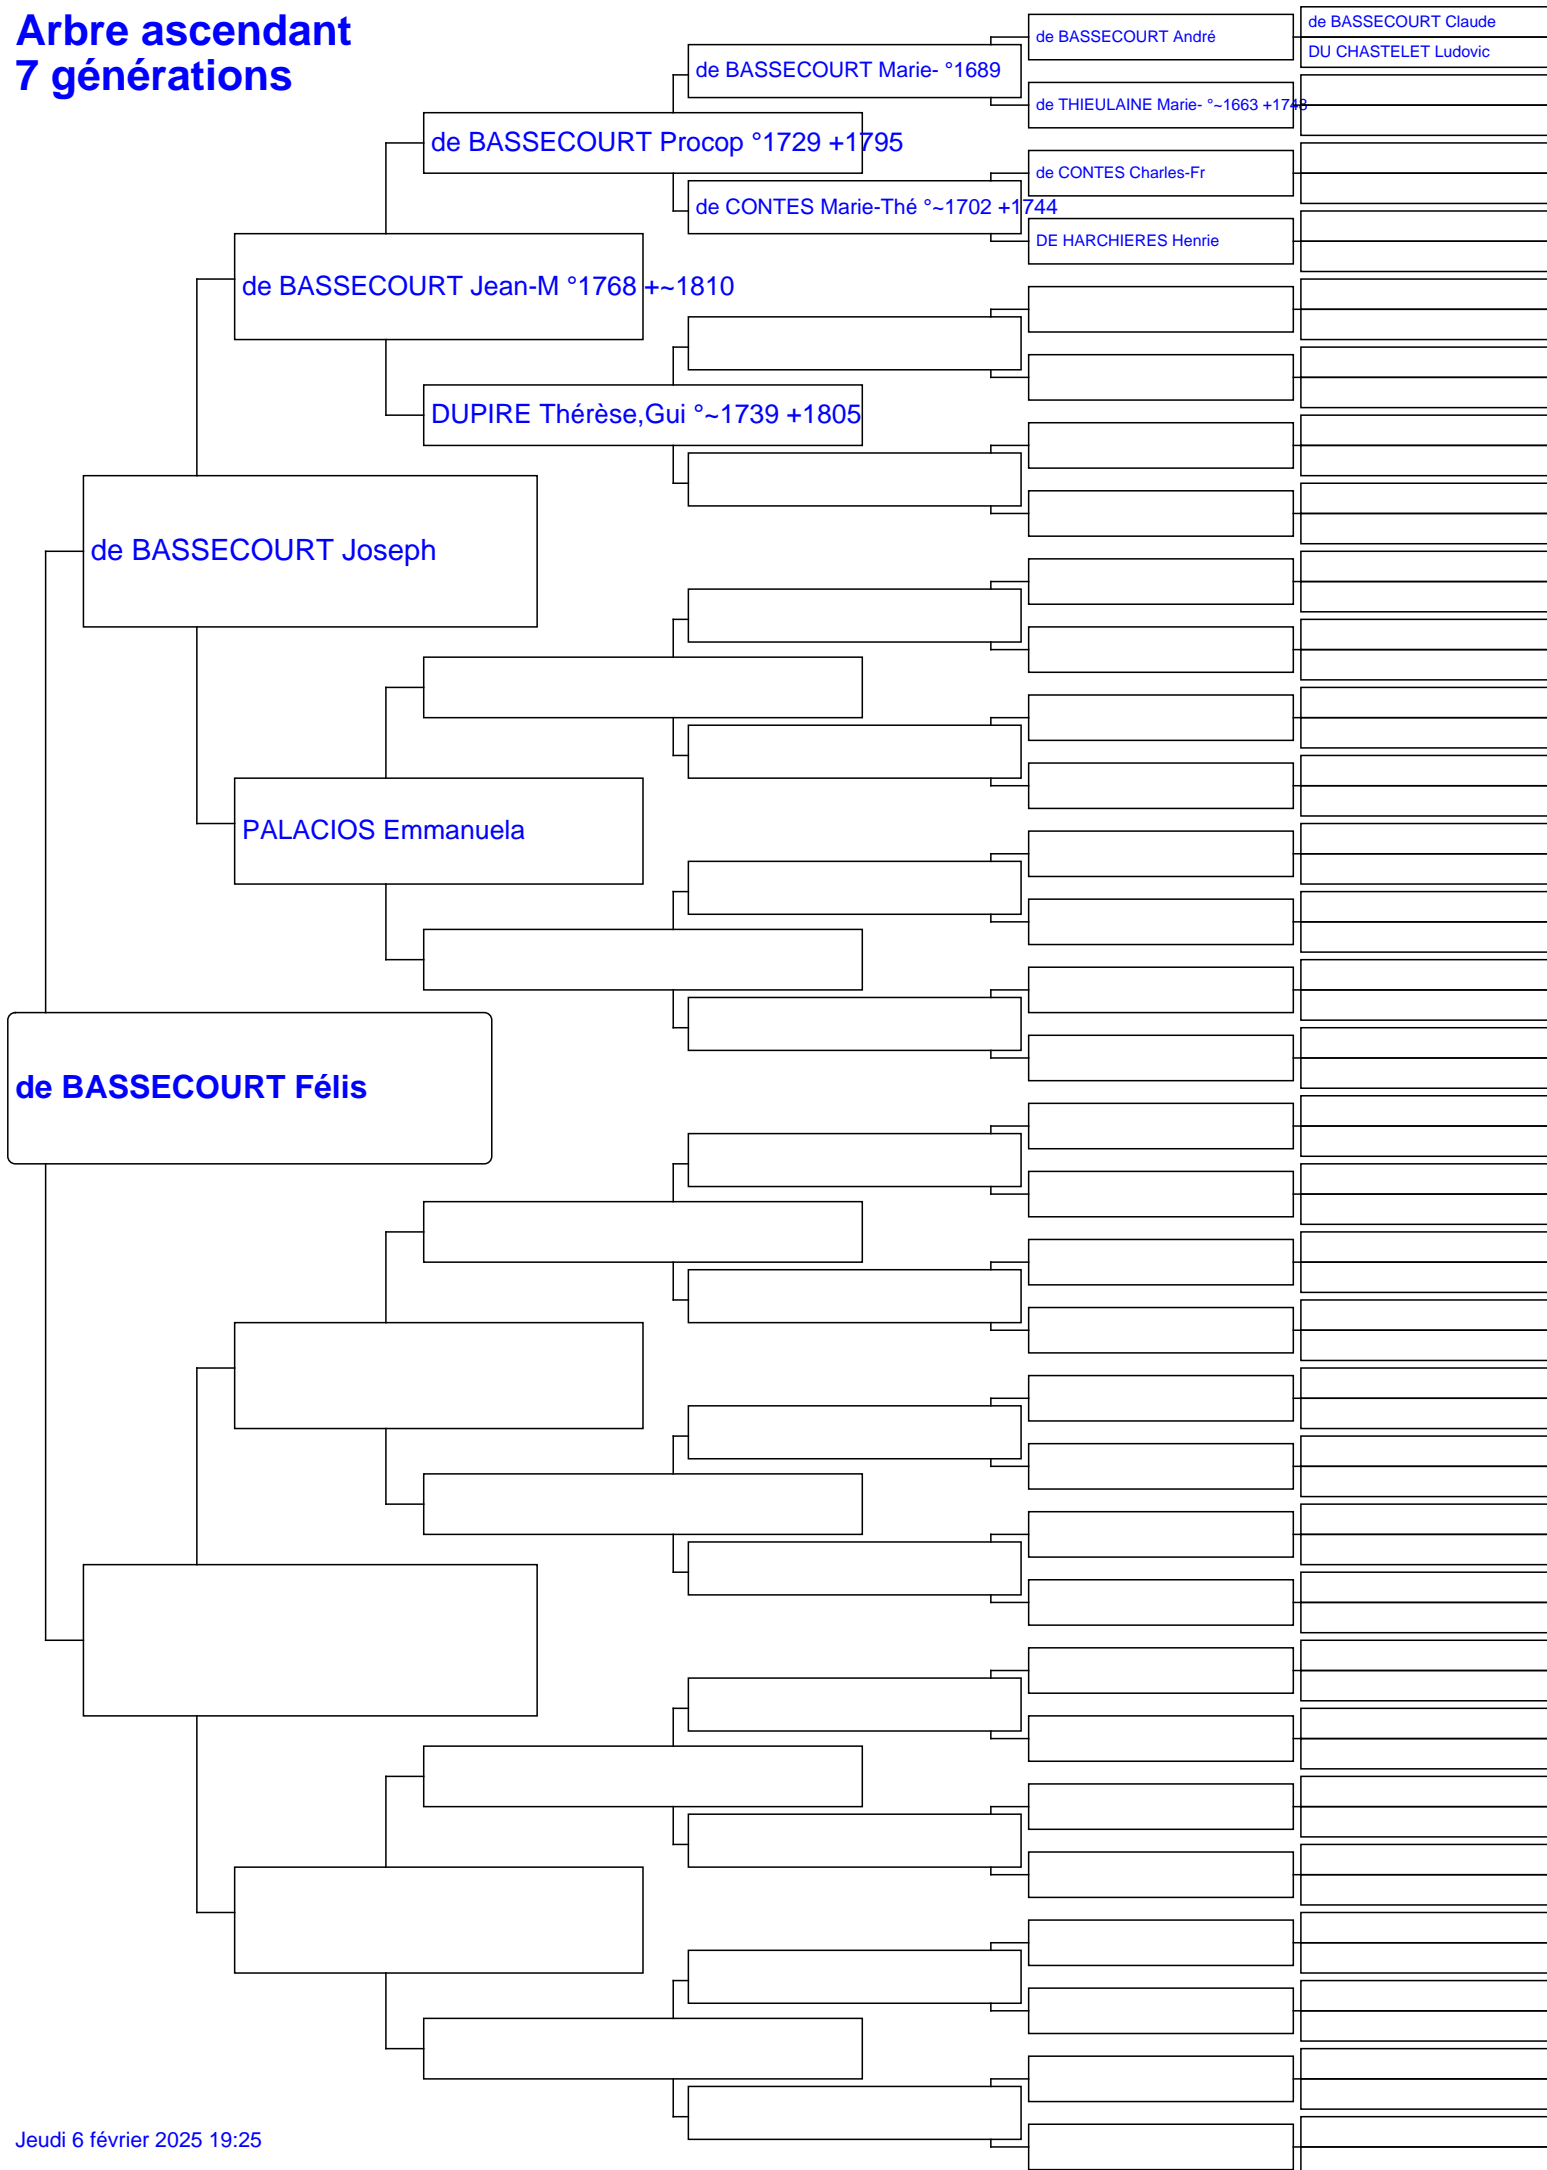 Arbre ascendant
7 générations
de BASSECOURT Claude
de BASSECOURT André
DU CHASTELET Ludovic
de BASSECOURT Marie- °1689
de THIEULAINE Marie- °~1663 +1748
de BASSECOURT Procop °1729 +1795
de CONTES Charles-Fr
de CONTES Marie-Thé °~1702 +1744
DE HARCHIERES Henrie
de BASSECOURT Jean-M °1768 +~1810
DUPIRE Thérèse,Gui °~1739 +1805
de BASSECOURT Joseph
PALACIOS Emmanuela
de BASSECOURT Félis
Jeudi 6 février 2025 19:25